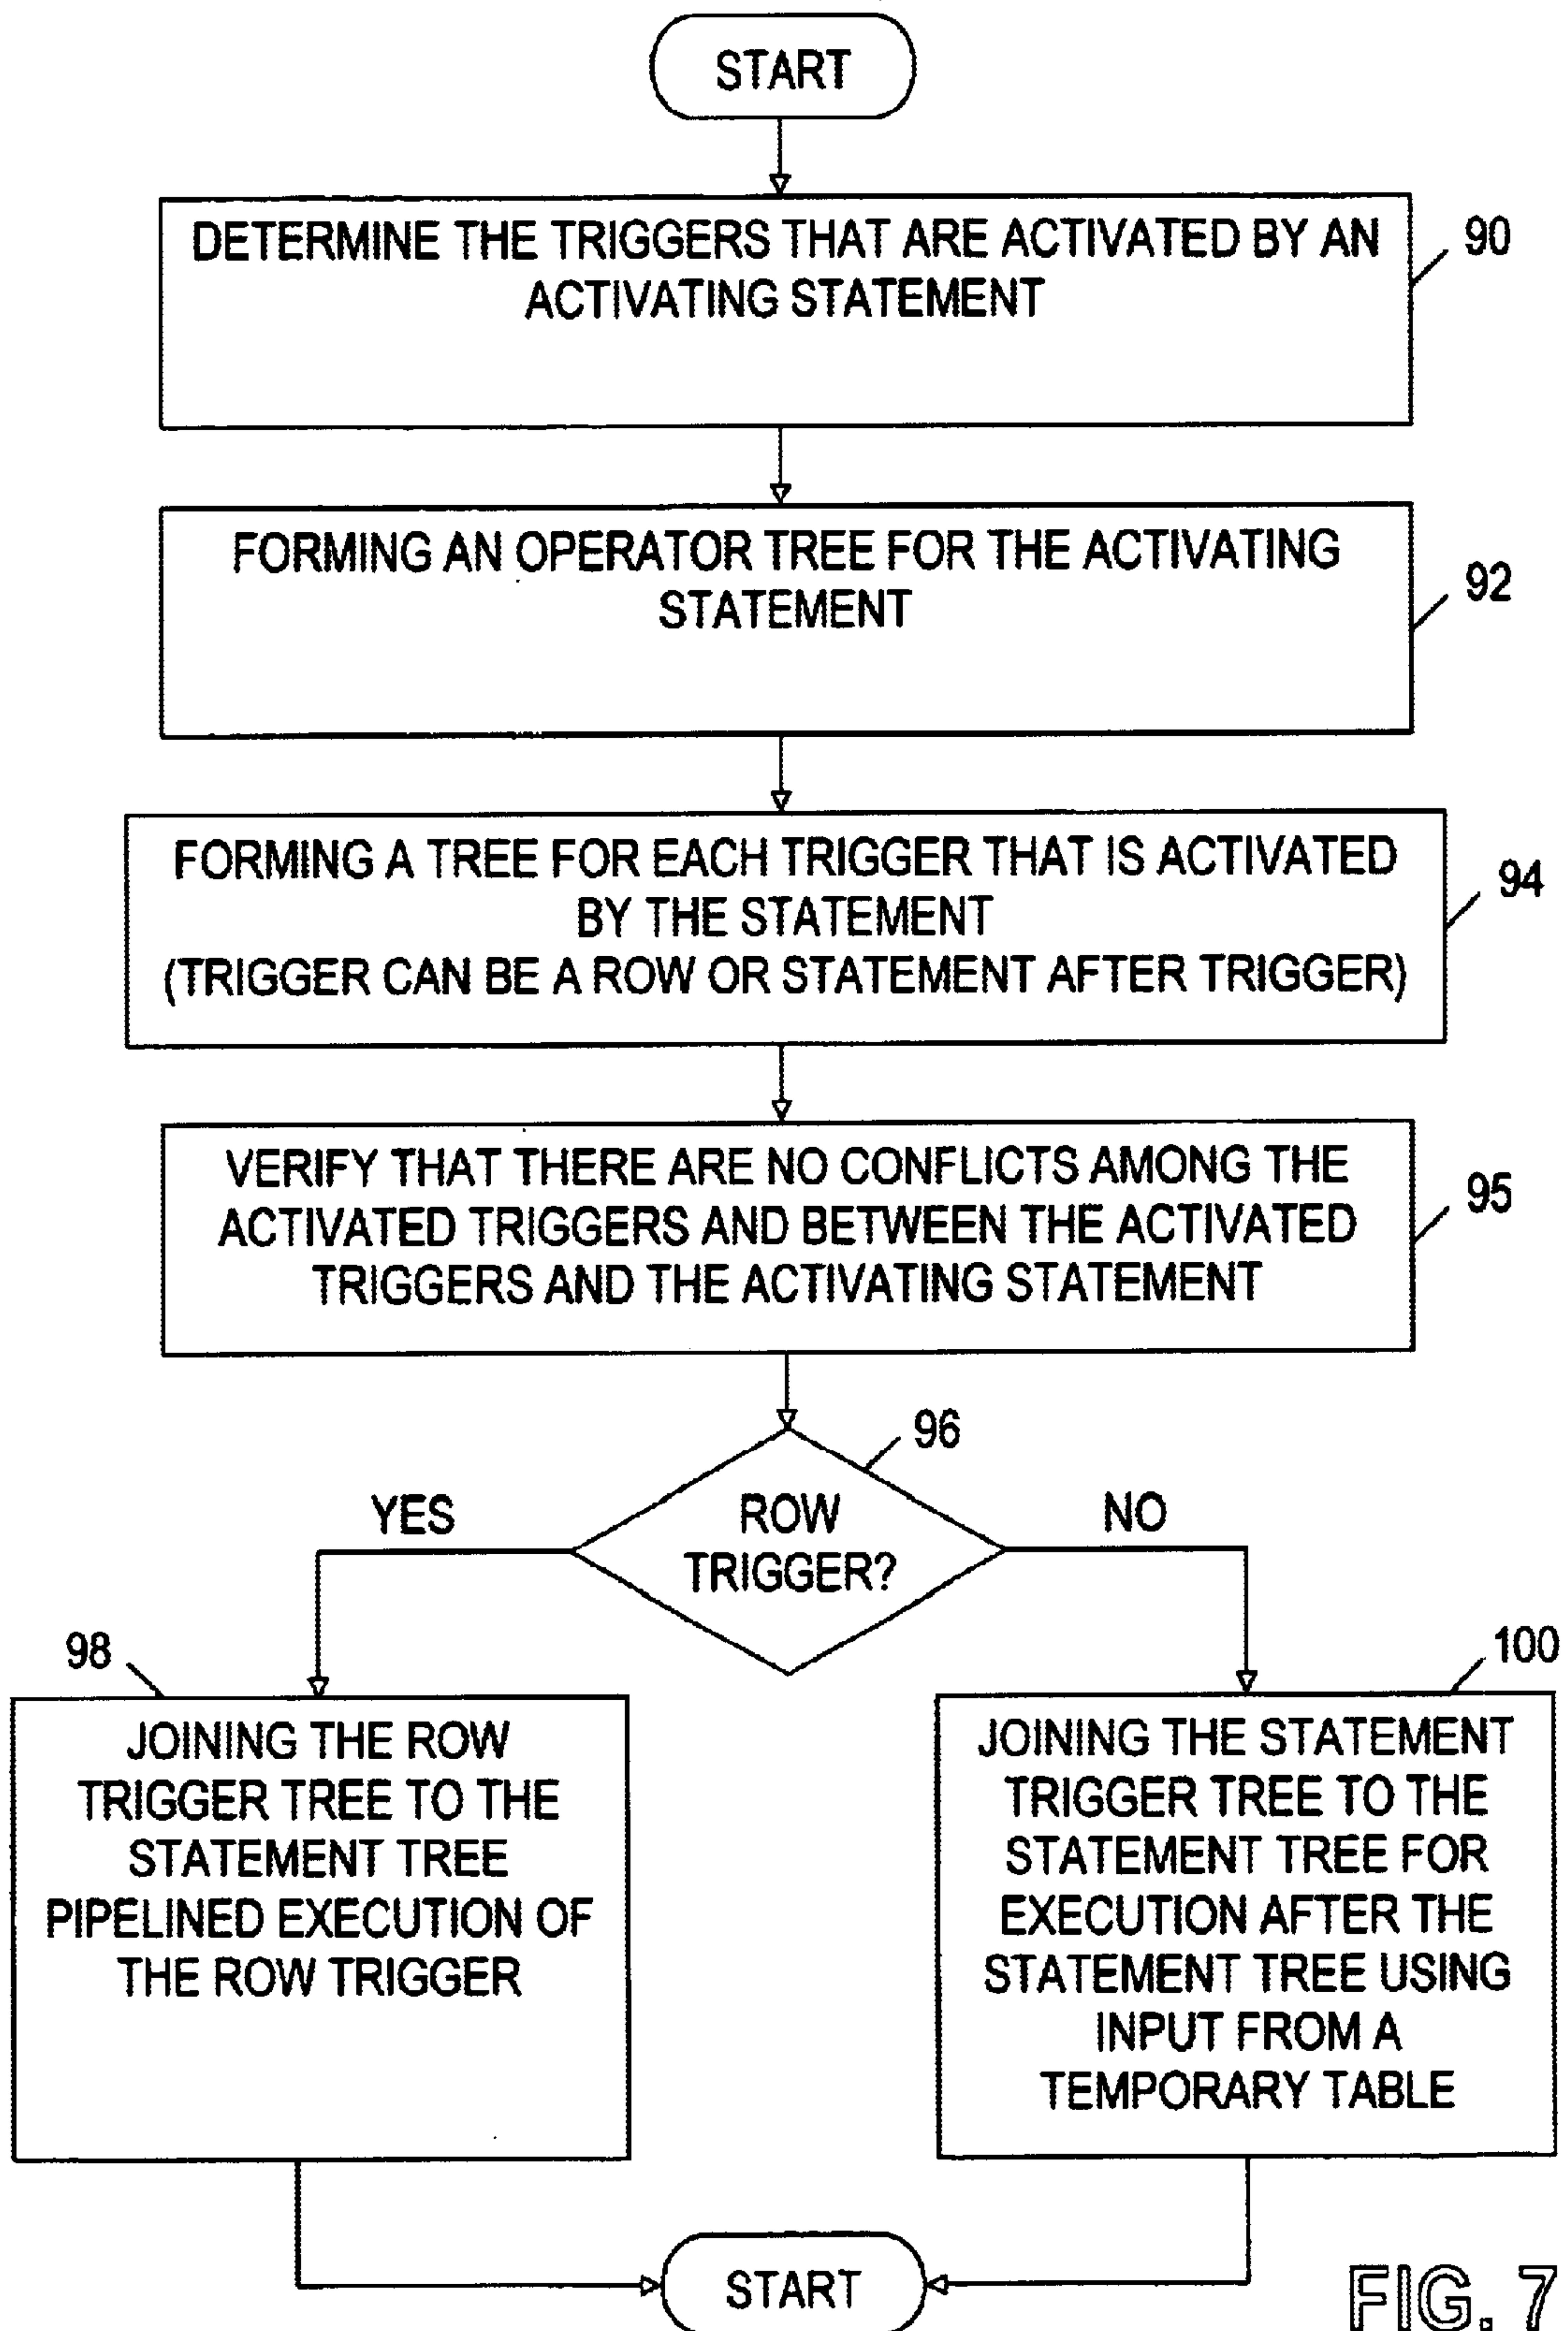 START
DETERMINE THE TRIGGERS THAT ARE ACTIVATED BY AN
ACTIVATING STATEMENT
90
FORMING AN OPERATOR TREE FOR THE ACTIVATING
STATEMENT
92
FORMING A TREE FOR EACH TRIGGER THAT IS ACTIVATED
BY THE STATEMENT
(TRIGGER CAN BE A ROW OR STATEMENT AFTER TRIGGER)
94
VERIFY THAT THERE ARE NO CONFLICTS AMONG THE
ACTIVATED TRIGGERS AND BETWEEN THE ACTIVATED
TRIGGERS AND THE ACTIVATING STATEMENT
95
96
ROW
TRIGGER?
YES
NO
98
JOINING THE ROW
TRIGGER TREE TO THE
STATEMENT TREE
PIPELINED EXECUTION OF
THE ROW TRIGGER
100
JOINING THE STATEMENT
TRIGGER TREE TO THE
STATEMENT TREE FOR
EXECUTION AFTER THE
STATEMENT TREE USING
INPUT FROM A
TEMPORARY TABLE
START
FIG. 7